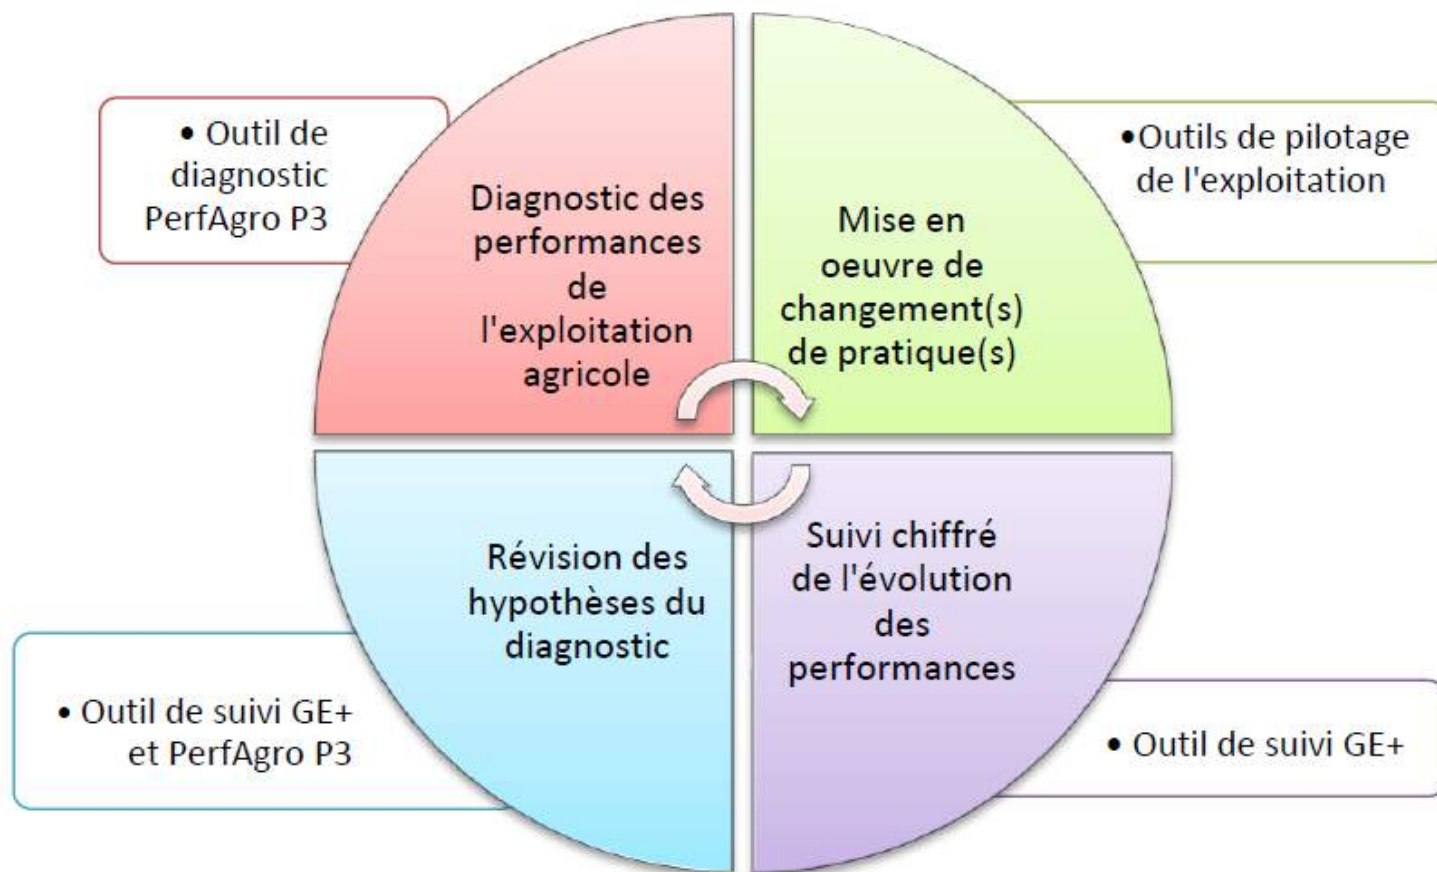 • Outil de
diagnostic
PerfAgro P3
Diagnostic des
performances
de
l'exploitation
agricole
Mise en
oeuvre de
changement(s)
de pratique(s)
•Outils de pilotage
de l'exploitation
Révision des
hypothèses du
diagnostic
• Outil de suivi GE+
et PerfAgro P3
Suivi chiffré
de l'évolution
des
performances
• Outil de suivi GE+